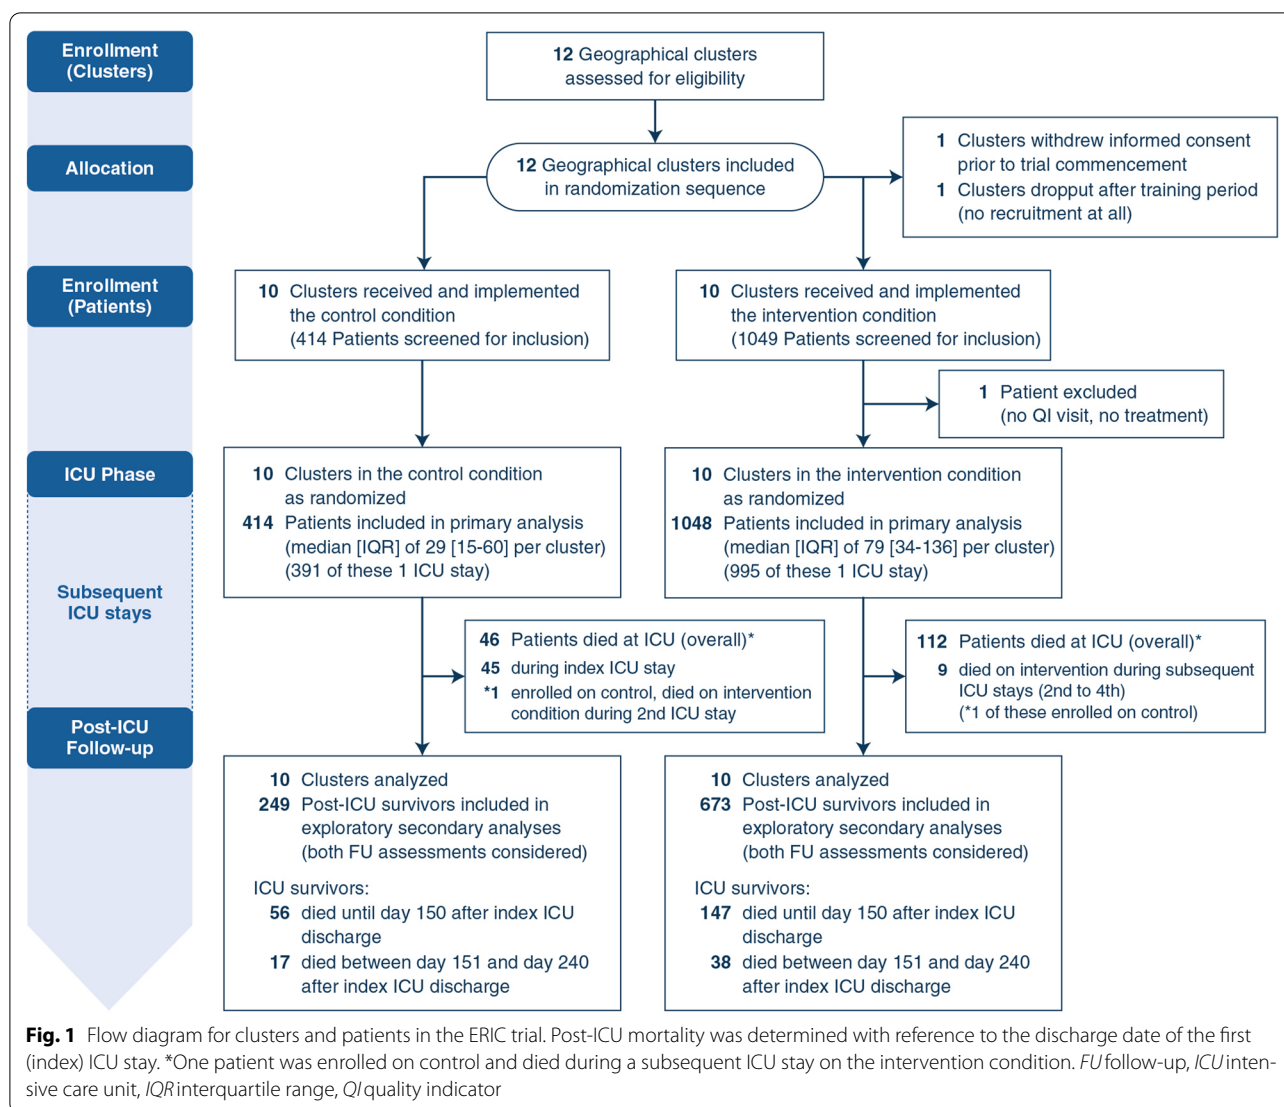 Enrollment
(Clusters)
12 Geographical clusters
assessed for eligibility
Allocation
12 Geographical clusters included
in randomization sequence
1 Clusters withdrew informed consent
prior to trial commencement
1 Clusters dropput after training period
(no recruitment at all)
Enrollment
(Patients)
10 Clusters received and implemented
the control condition
(414 Patients screened for inclusion)
10 Clusters received and implemented
the intervention condition
(1049 Patients screened for inclusion)
1 Patient excluded
(no QI visit, no treatment)
ICU Phase
10 Clusters in the control condition
as randomized
414 Patients included in primary analysis
(median [IQR] of 29 [15-60] per cluster)
(391 of these 1 ICU stay)
10 Clusters in the intervention condition
as randomized
1048 Patients included in primary analysis
(median [IQR] of 79 [34-136] per cluster)
(995 of these 1 ICU stay)
Subsequent
ICU stays
46 Patients died at ICU (overall)*
45 during index ICU stay
*1 enrolled on control, died on intervention
condition during 2nd ICU stay
112 Patients died at ICU (overall)*
9 died on intervention during subsequent
ICU stays (2nd to 4th)
(*1 of these enrolled on control)
Post-ICU
Follow-up
10 Clusters analyzed
249 Post-ICU survivors included in
exploratory secondary analyses
(both FU assessments considered)
ICU survivors:
56 died until day 150 after index ICU
discharge
17 died between day 151 and day 240
after index ICU discharge
10 Clusters analyzed
673 Post-ICU survivors included in
exploratory secondary analyses
(both FU assessments considered)
ICU survivors:
147 died until day 150 after index ICU
discharge
38 died between day 151 and day 240
after index ICU discharge
Fig. 1 Flow diagram for clusters and patients in the ERIC trial. Post-ICU mortality was determined with reference to the discharge date of the first
(index) ICU stay. *One patient was enrolled on control and died during a subsequent ICU stay on the intervention condition. FU follow-up, ICU inten-
sive care unit, IQR interquartile range, QI quality indicator